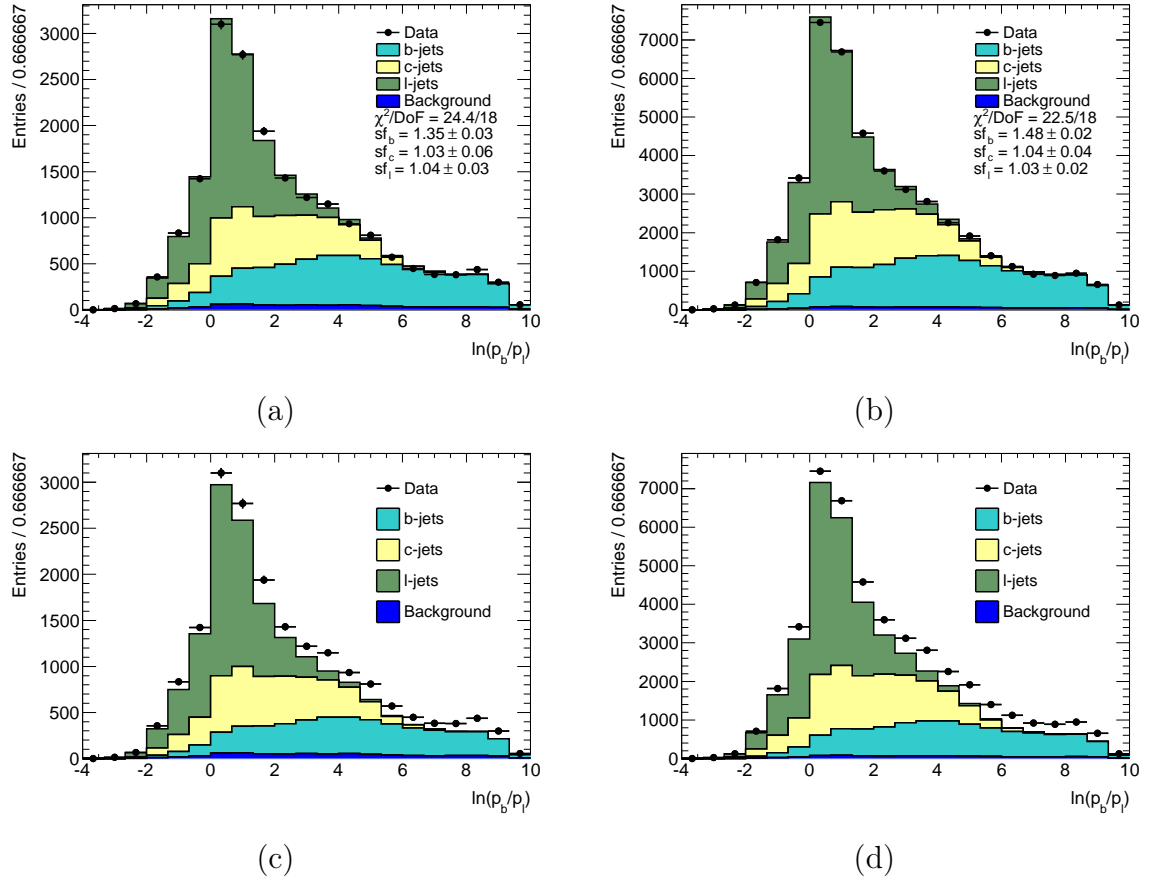 Entries / 0.666667
3000
2500
2000
1500
1000
500
0
Data
b-jets
c-jets
l-jets
Background
χ²/DoF = 24.4/18
sf_b = 1.35 ± 0.03
sf_c = 1.03 ± 0.06
sf_l = 1.04 ± 0.03
-4 -2 0 2 4 6 8 10
ln(p_b/p_l)
(a)
Entries / 0.666667
7000
6000
5000
4000
3000
2000
1000
0
Data
b-jets
c-jets
l-jets
Background
χ²/DoF = 22.5/18
sf_b = 1.48 ± 0.02
sf_c = 1.04 ± 0.04
sf_l = 1.03 ± 0.02
-4 -2 0 2 4 6 8 10
ln(p_b/p_l)
(b)
Entries / 0.666667
3000
2500
2000
1500
1000
500
0
Data
b-jets
c-jets
l-jets
Background
-4 -2 0 2 4 6 8 10
ln(p_b/p_l)
(c)
Entries / 0.666667
7000
6000
5000
4000
3000
2000
1000
0
Data
b-jets
c-jets
l-jets
Background
-4 -2 0 2 4 6 8 10
ln(p_b/p_l)
(d)